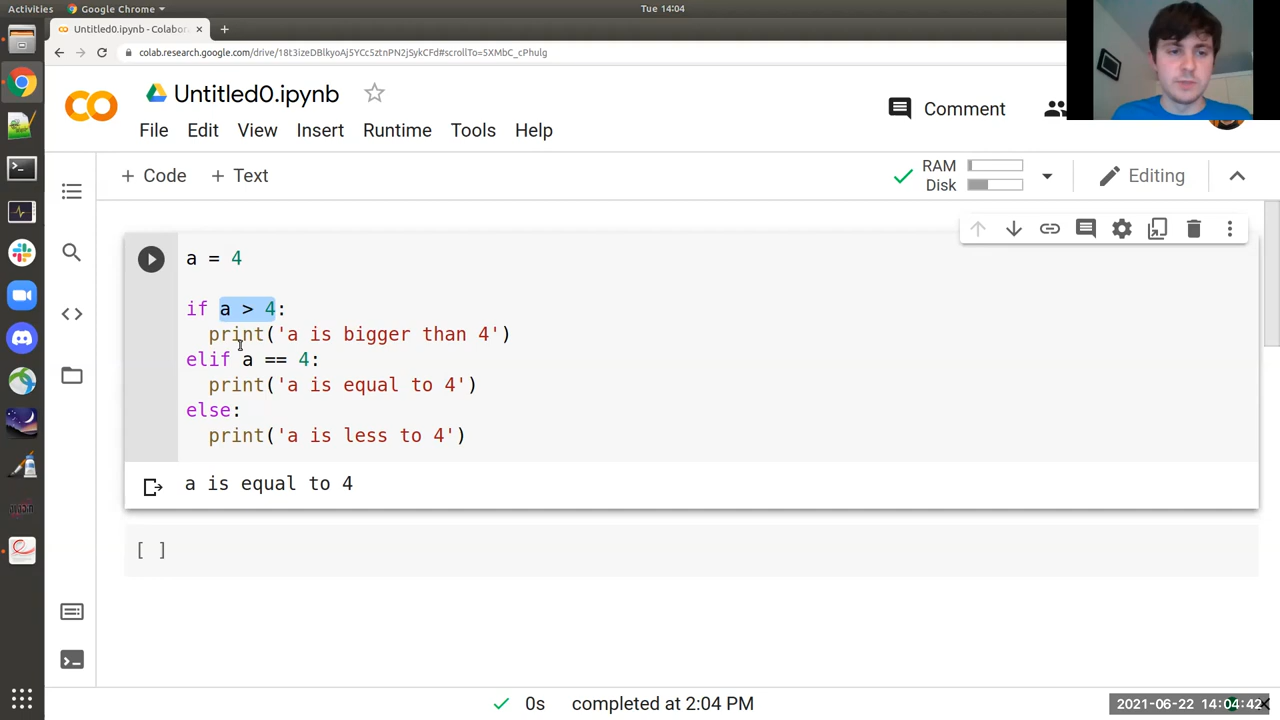 Activities
Google Chrome
Tue 14:04
Untitled0.ipynb - Colabor
colab.research.google.com/drive/18t3izeDBlkyoAj5YCc5ztnPN2jSykCFd#scrollTo=5XMbC_cPhulg
Untitled0.ipynb
Comment
File Edit View Insert Runtime Tools Help
+ Code + Text
RAM
Disk
Editing
a = 4
if a > 4:
print('a is bigger than 4')
elif a == 4:
print('a is equal to 4')
else:
print('a is less to 4')
a is equal to 4
[ ]
0s completed at 2:04 PM
2021-06-22 14:04:42